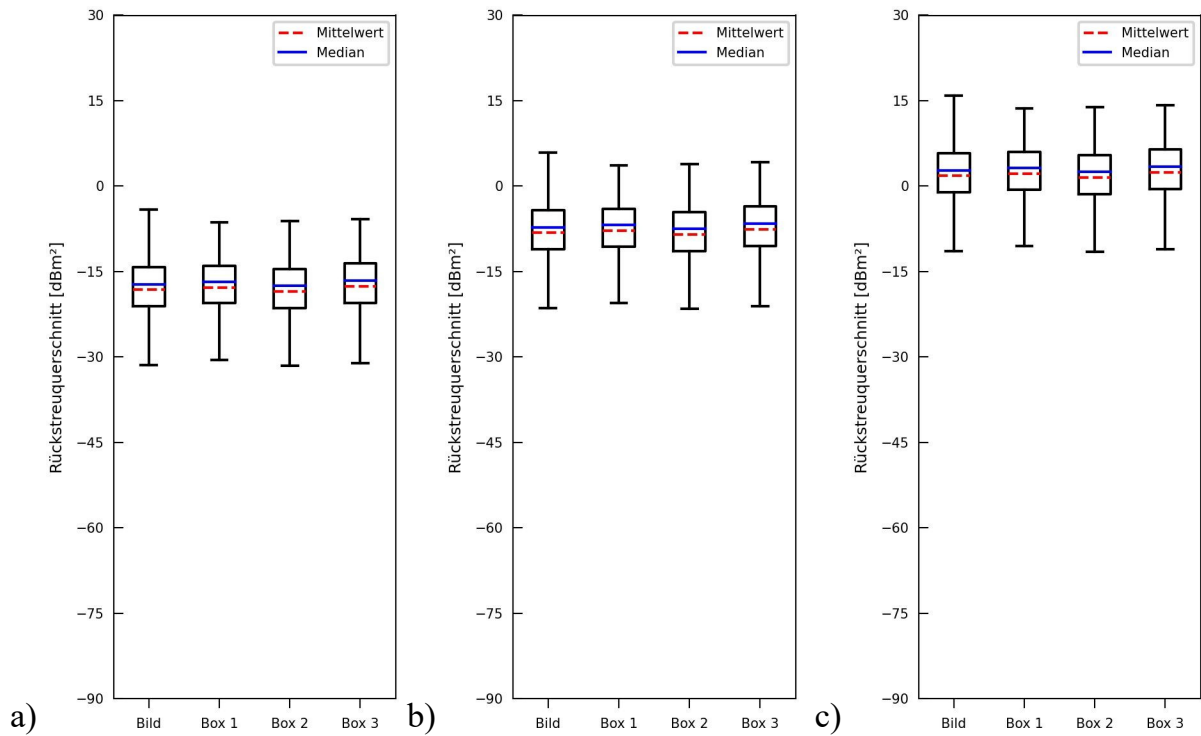 a)
Rückstreuquerschnitt [dBm²]
30
15
0
−15
−30
−45
−60
−75
−90
Mittelwert
Median
Bild Box 1 Box 2 Box 3
b)
Rückstreuquerschnitt [dBm²]
30
15
0
−15
−30
−45
−60
−75
−90
Mittelwert
Median
Bild Box 1 Box 2 Box 3
c)
Rückstreuquerschnitt [dBm²]
30
15
0
−15
−30
−45
−60
−75
−90
Mittelwert
Median
Bild Box 1 Box 2 Box 3